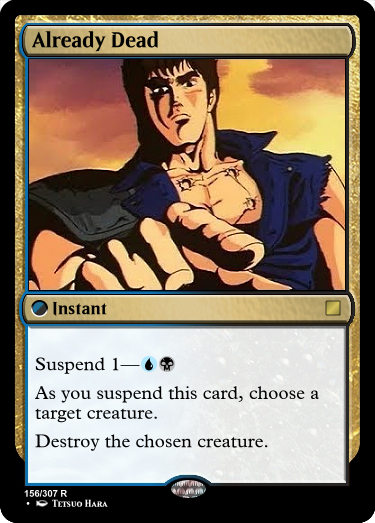 Already Dead
Instant
Suspend 1—
As you suspend this card, choose a
target creature.
Destroy the chosen creature.
156/307 R
• Tetsuo Hara